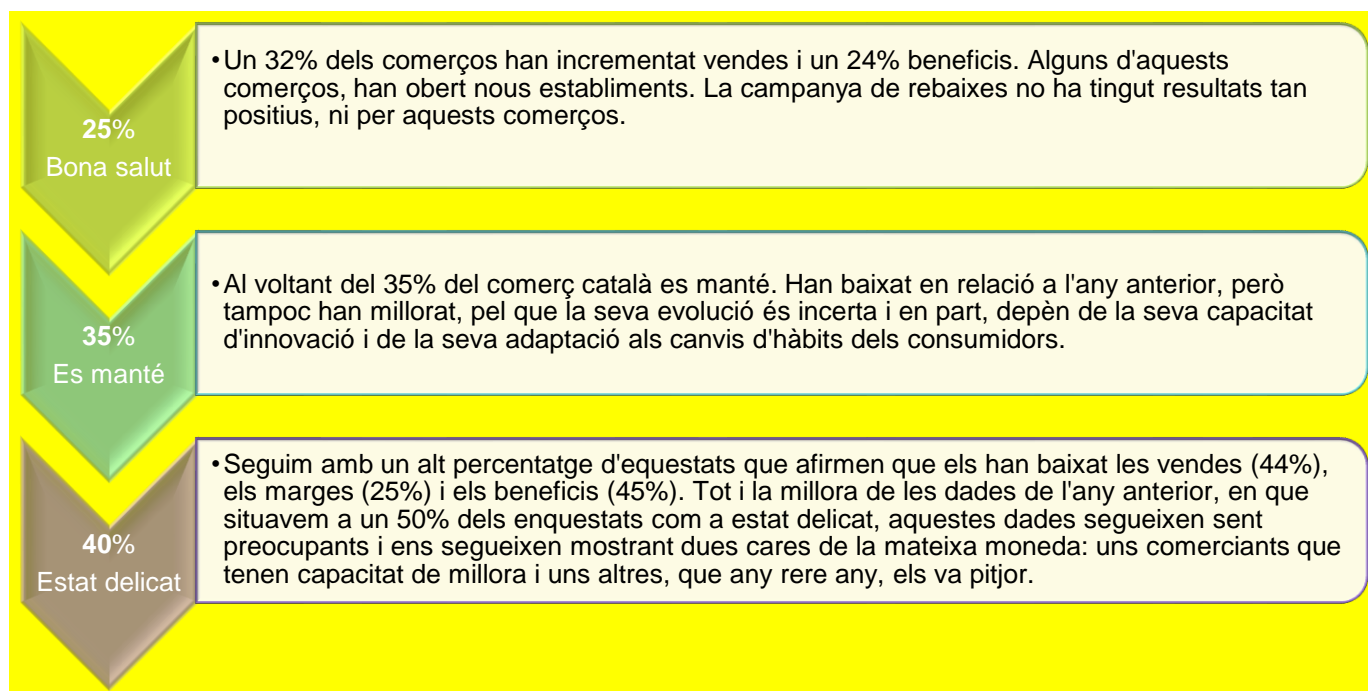 25%
Bona salut
•Un 32% dels comerços han incrementat vendes i un 24% beneficis. Alguns d'aquests
comerços, han obert nous establiments. La campanya de rebaixes no ha tingut resultats tan
positius, ni per aquests comerços.
35%
Es manté
•Al voltant del 35% del comerç català es manté. Han baixat en relació a l'any anterior, però
tampoc han millorat, pel que la seva evolució és incerta i en part, depèn de la seva capacitat
d'innovació i de la seva adaptació als canvis d'hàbits dels consumidors.
40%
Estat delicat
•Seguim amb un alt percentatge d'equestats que afirmen que els han baixat les vendes (44%),
els marges (25%) i els beneficis (45%). Tot i la millora de les dades de l'any anterior, en que
situavem a un 50% dels enquestats com a estat delicat, aquestes dades segueixen sent
preocupants i ens segueixen mostrant dues cares de la mateixa moneda: uns comerciants que
tenen capacitat de millora i uns altres, que any rere any, els va pitjor.